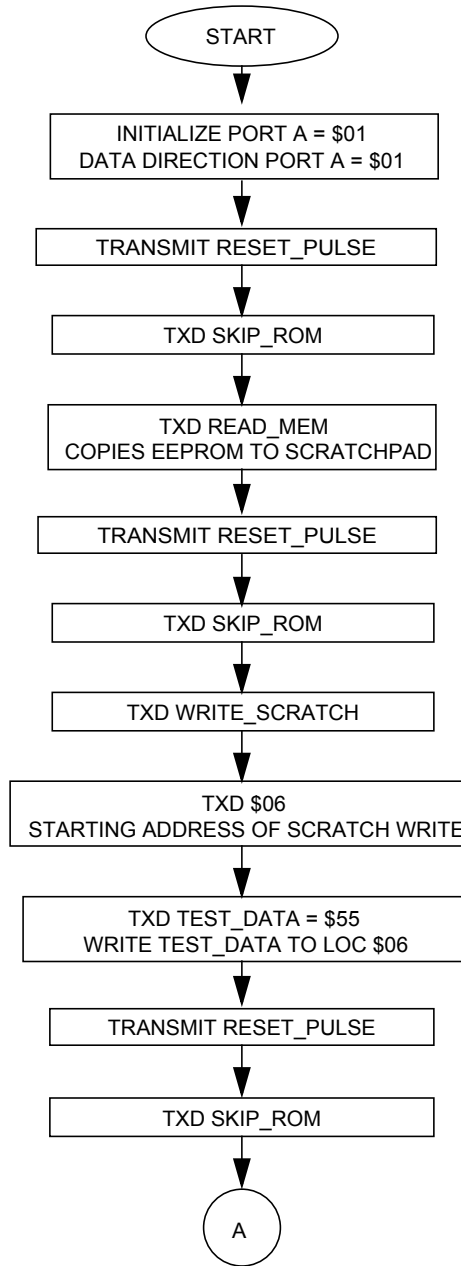 START
INITIALIZE PORT A = $01
DATA DIRECTION PORT A = $01
TRANSMIT RESET_PULSE
TXD SKIP_ROM
TXD READ_MEM
COPIES EEPROM TO SCRATCHPAD
TRANSMIT RESET_PULSE
TXD SKIP_ROM
TXD WRITE_SCRATCH
TXD $06
STARTING ADDRESS OF SCRATCH WRITE
TXD TEST_DATA = $55
WRITE TEST_DATA TO LOC $06
TRANSMIT RESET_PULSE
TXD SKIP_ROM
A